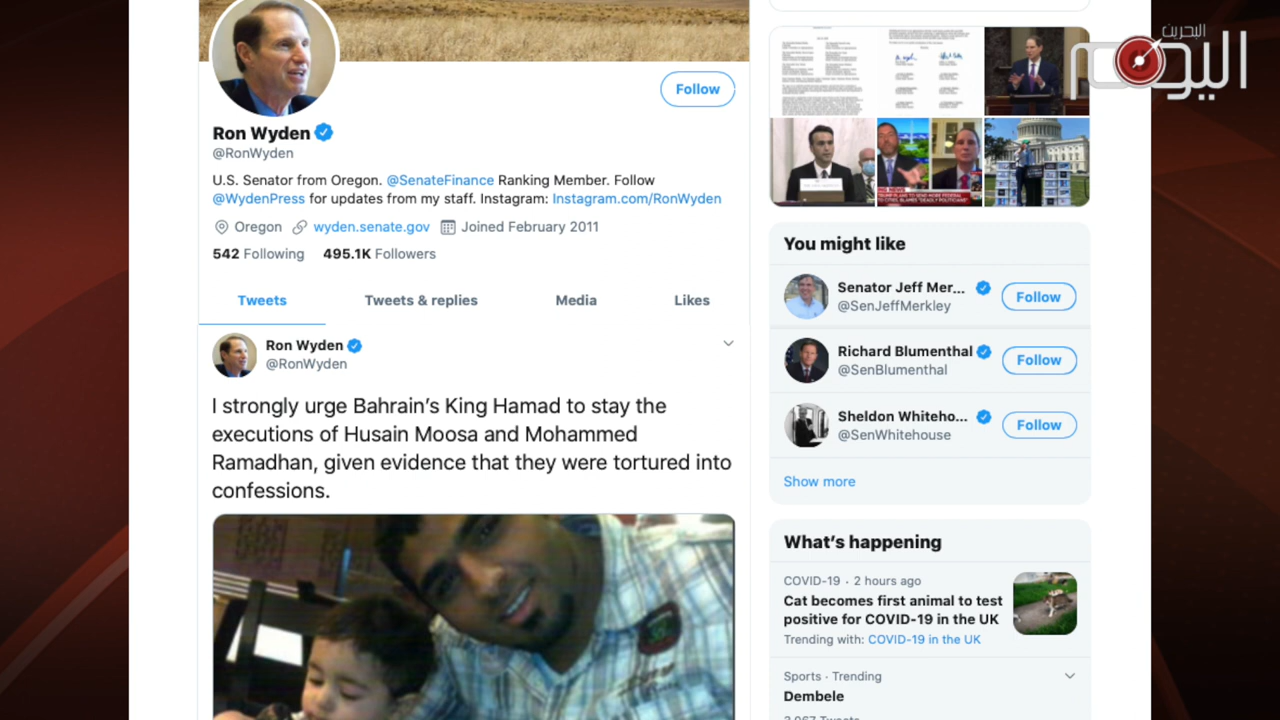 البحرين
اليوم
Follow
Ron Wyden
@RonWyden
U.S. Senator from Oregon. @SenateFinance Ranking Member. Follow
@WydenPress for updates from my staff. Instagram: Instagram.com/RonWyden
Oregon wyden.senate.gov Joined February 2011
542 Following 495.1K Followers
Tweets Tweets & replies Media Likes
Ron Wyden
@RonWyden
I strongly urge Bahrain’s King Hamad to stay the
executions of Husain Moosa and Mohammed
Ramadhan, given evidence that they were tortured into
confessions.
You might like
Senator Jeff Mer...
@SenJeffMerkley
Follow
Richard Blumenthal
@SenBlumenthal
Follow
Sheldon Whiteho...
@SenWhitehouse
Follow
Show more
What’s happening
COVID-19 · 2 hours ago
Cat becomes first animal to test
positive for COVID-19 in the UK
Trending with: COVID-19 in the UK
Sports · Trending
Dembele